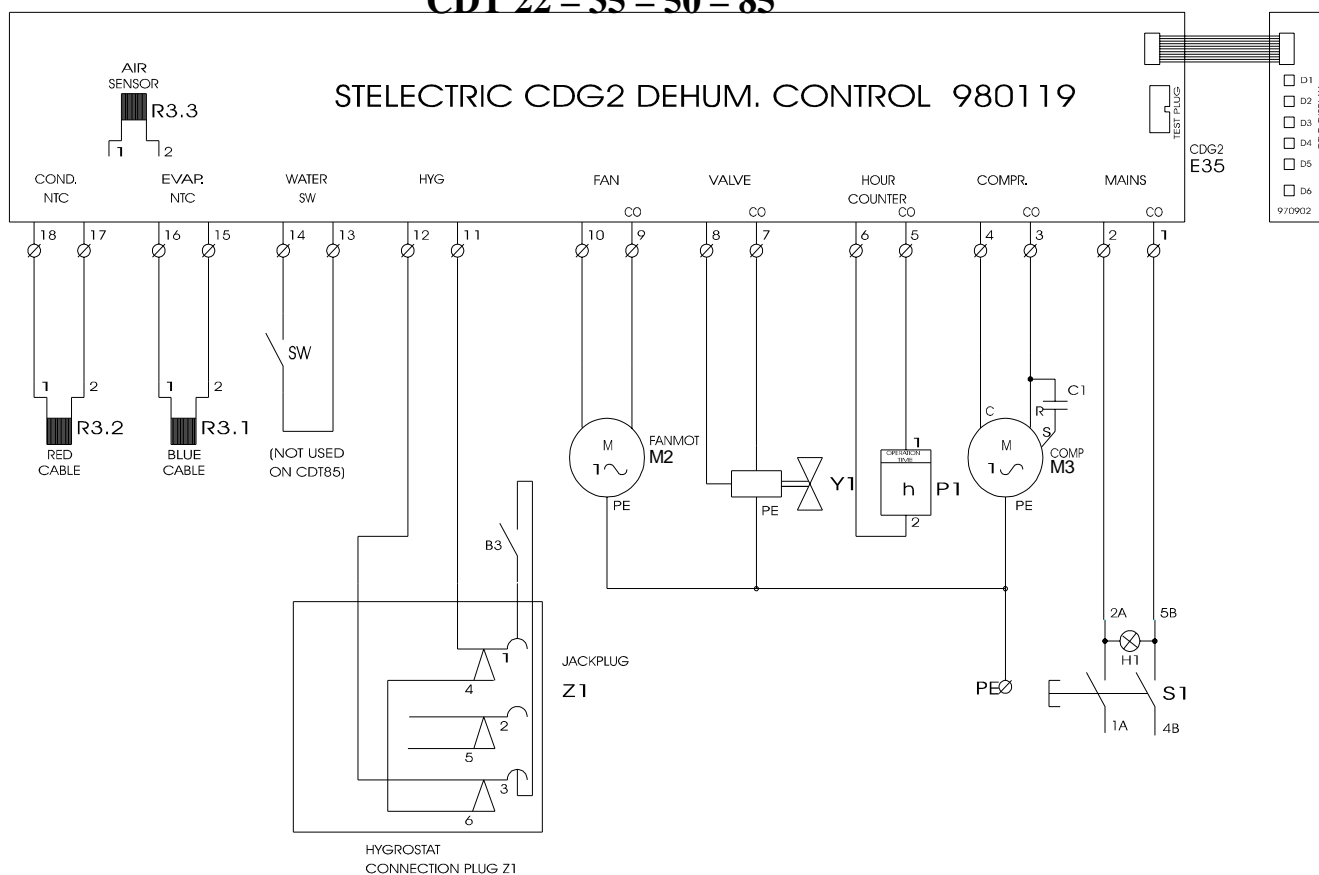 CDT 22 – 35 – 50 – 85
AIR
SENSOR
R3.3
1 2
STELECTRIC CDG2 DEHUM. CONTROL 980119
TEST PLUG
CDG2
E35
D1
D2
D3
D4
D5
D6
970902
COND.
NTC
EVAP.
NTC
WATER
SW
HYG
FAN
VALVE
HOUR
COUNTER
COMPR.
MAINS
CO CO CO CO CO
18 17 16 15 14 13 12 11 10 9 8 7 6 5 4 3 2 1
SW
1 2
R3.2
RED
CABLE
1 2
R3.1
BLUE
CABLE
(NOT USED
ON CDT85)
M
1
FANMOT
M2
PE
Y1
PE
1
OPERATION
TIME
h
P1
2
C1
C
R
S
M
1
COMP
M3
PE
B3
1
4
2
5
3
6
JACKPLUG
Z1
PE
2A 5B
H1
S1
1A 4B
HYGROSTAT
CONNECTION PLUG Z1